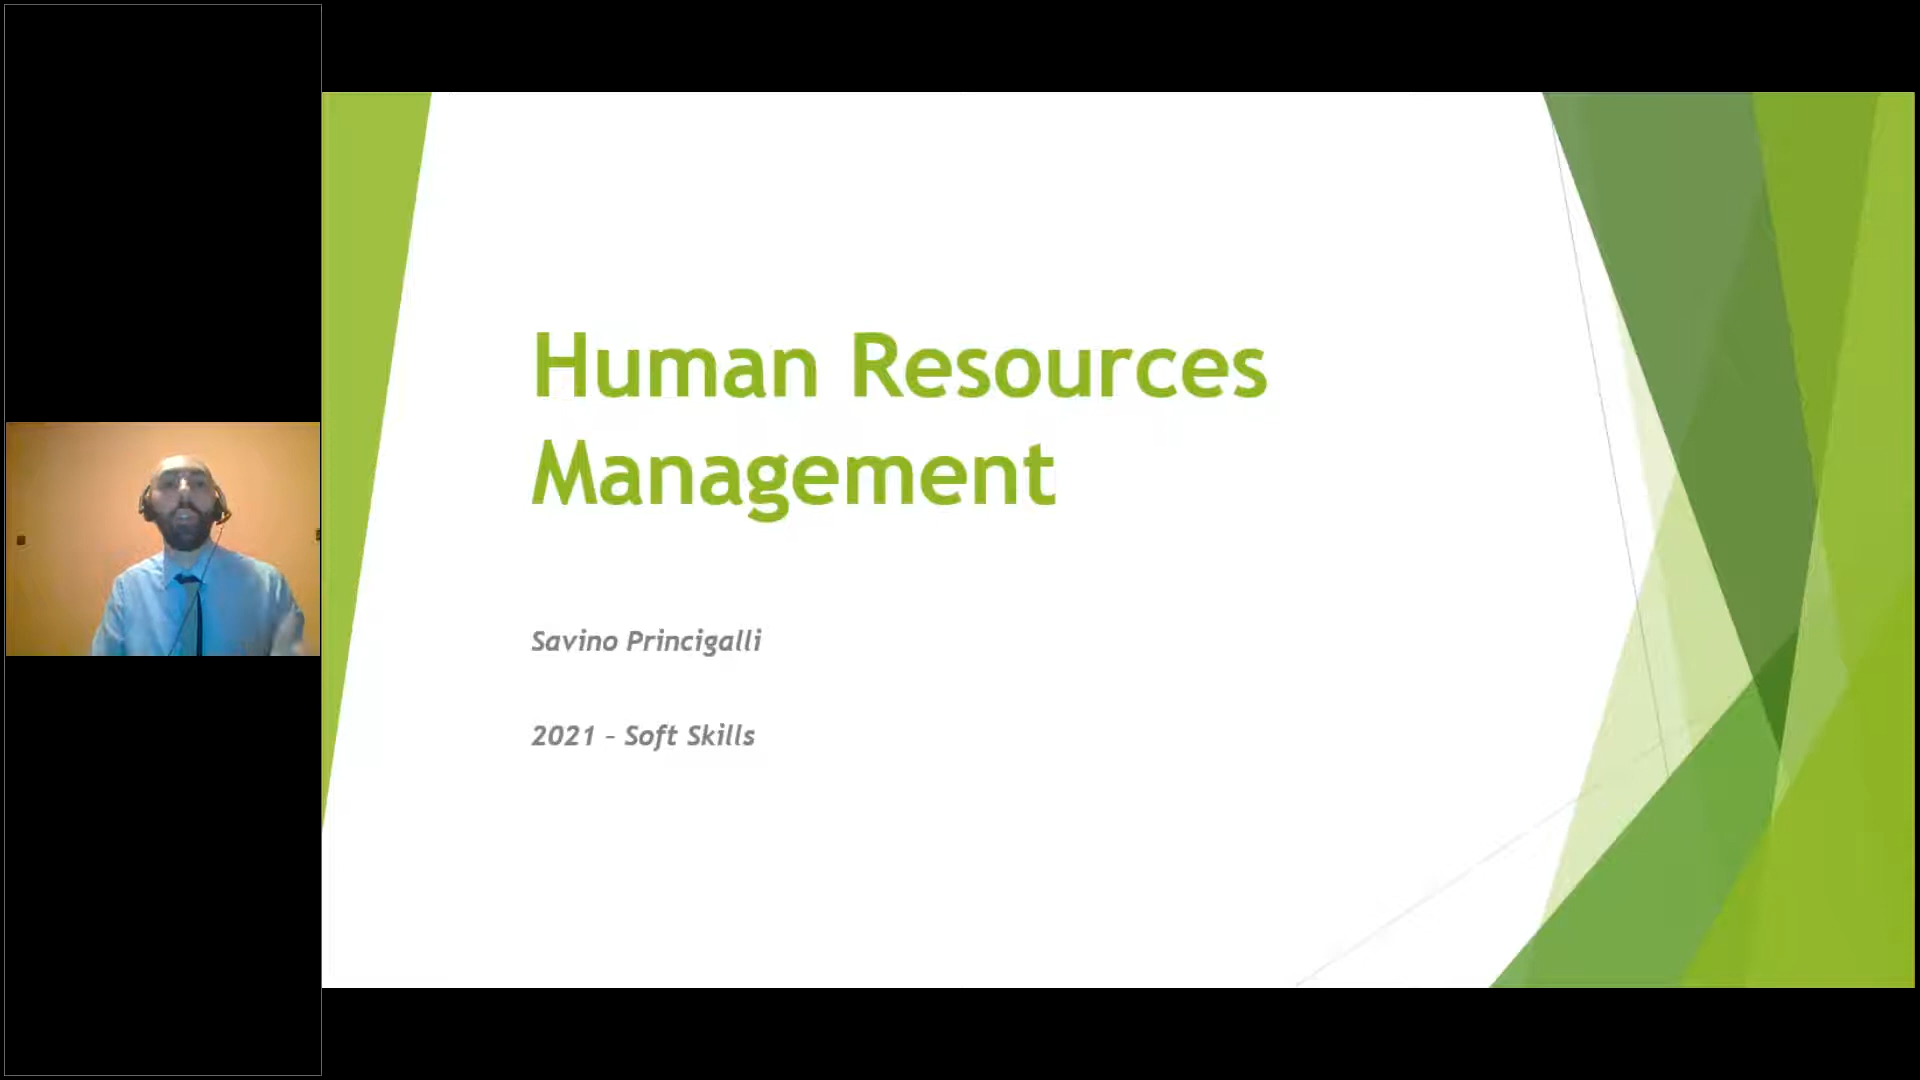 Human Resources
Management
Savino Princigalli
2021 – Soft Skills